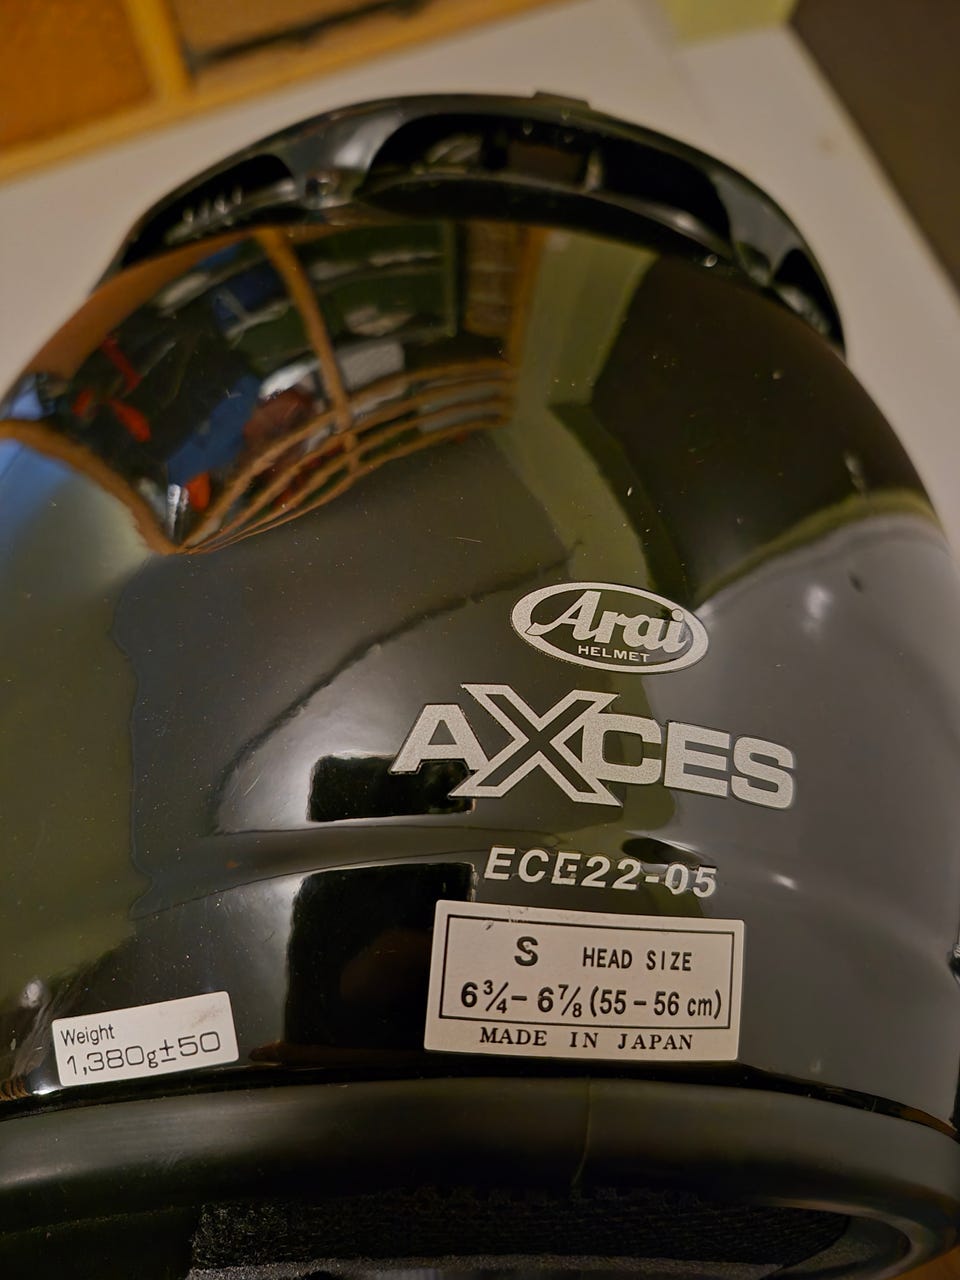 Arai
HELMET
AXCES
ECE22-05
S HEAD SIZE
6¾-6⅞ (55-56 cm)
MADE IN JAPAN
Weight
1,380g±50